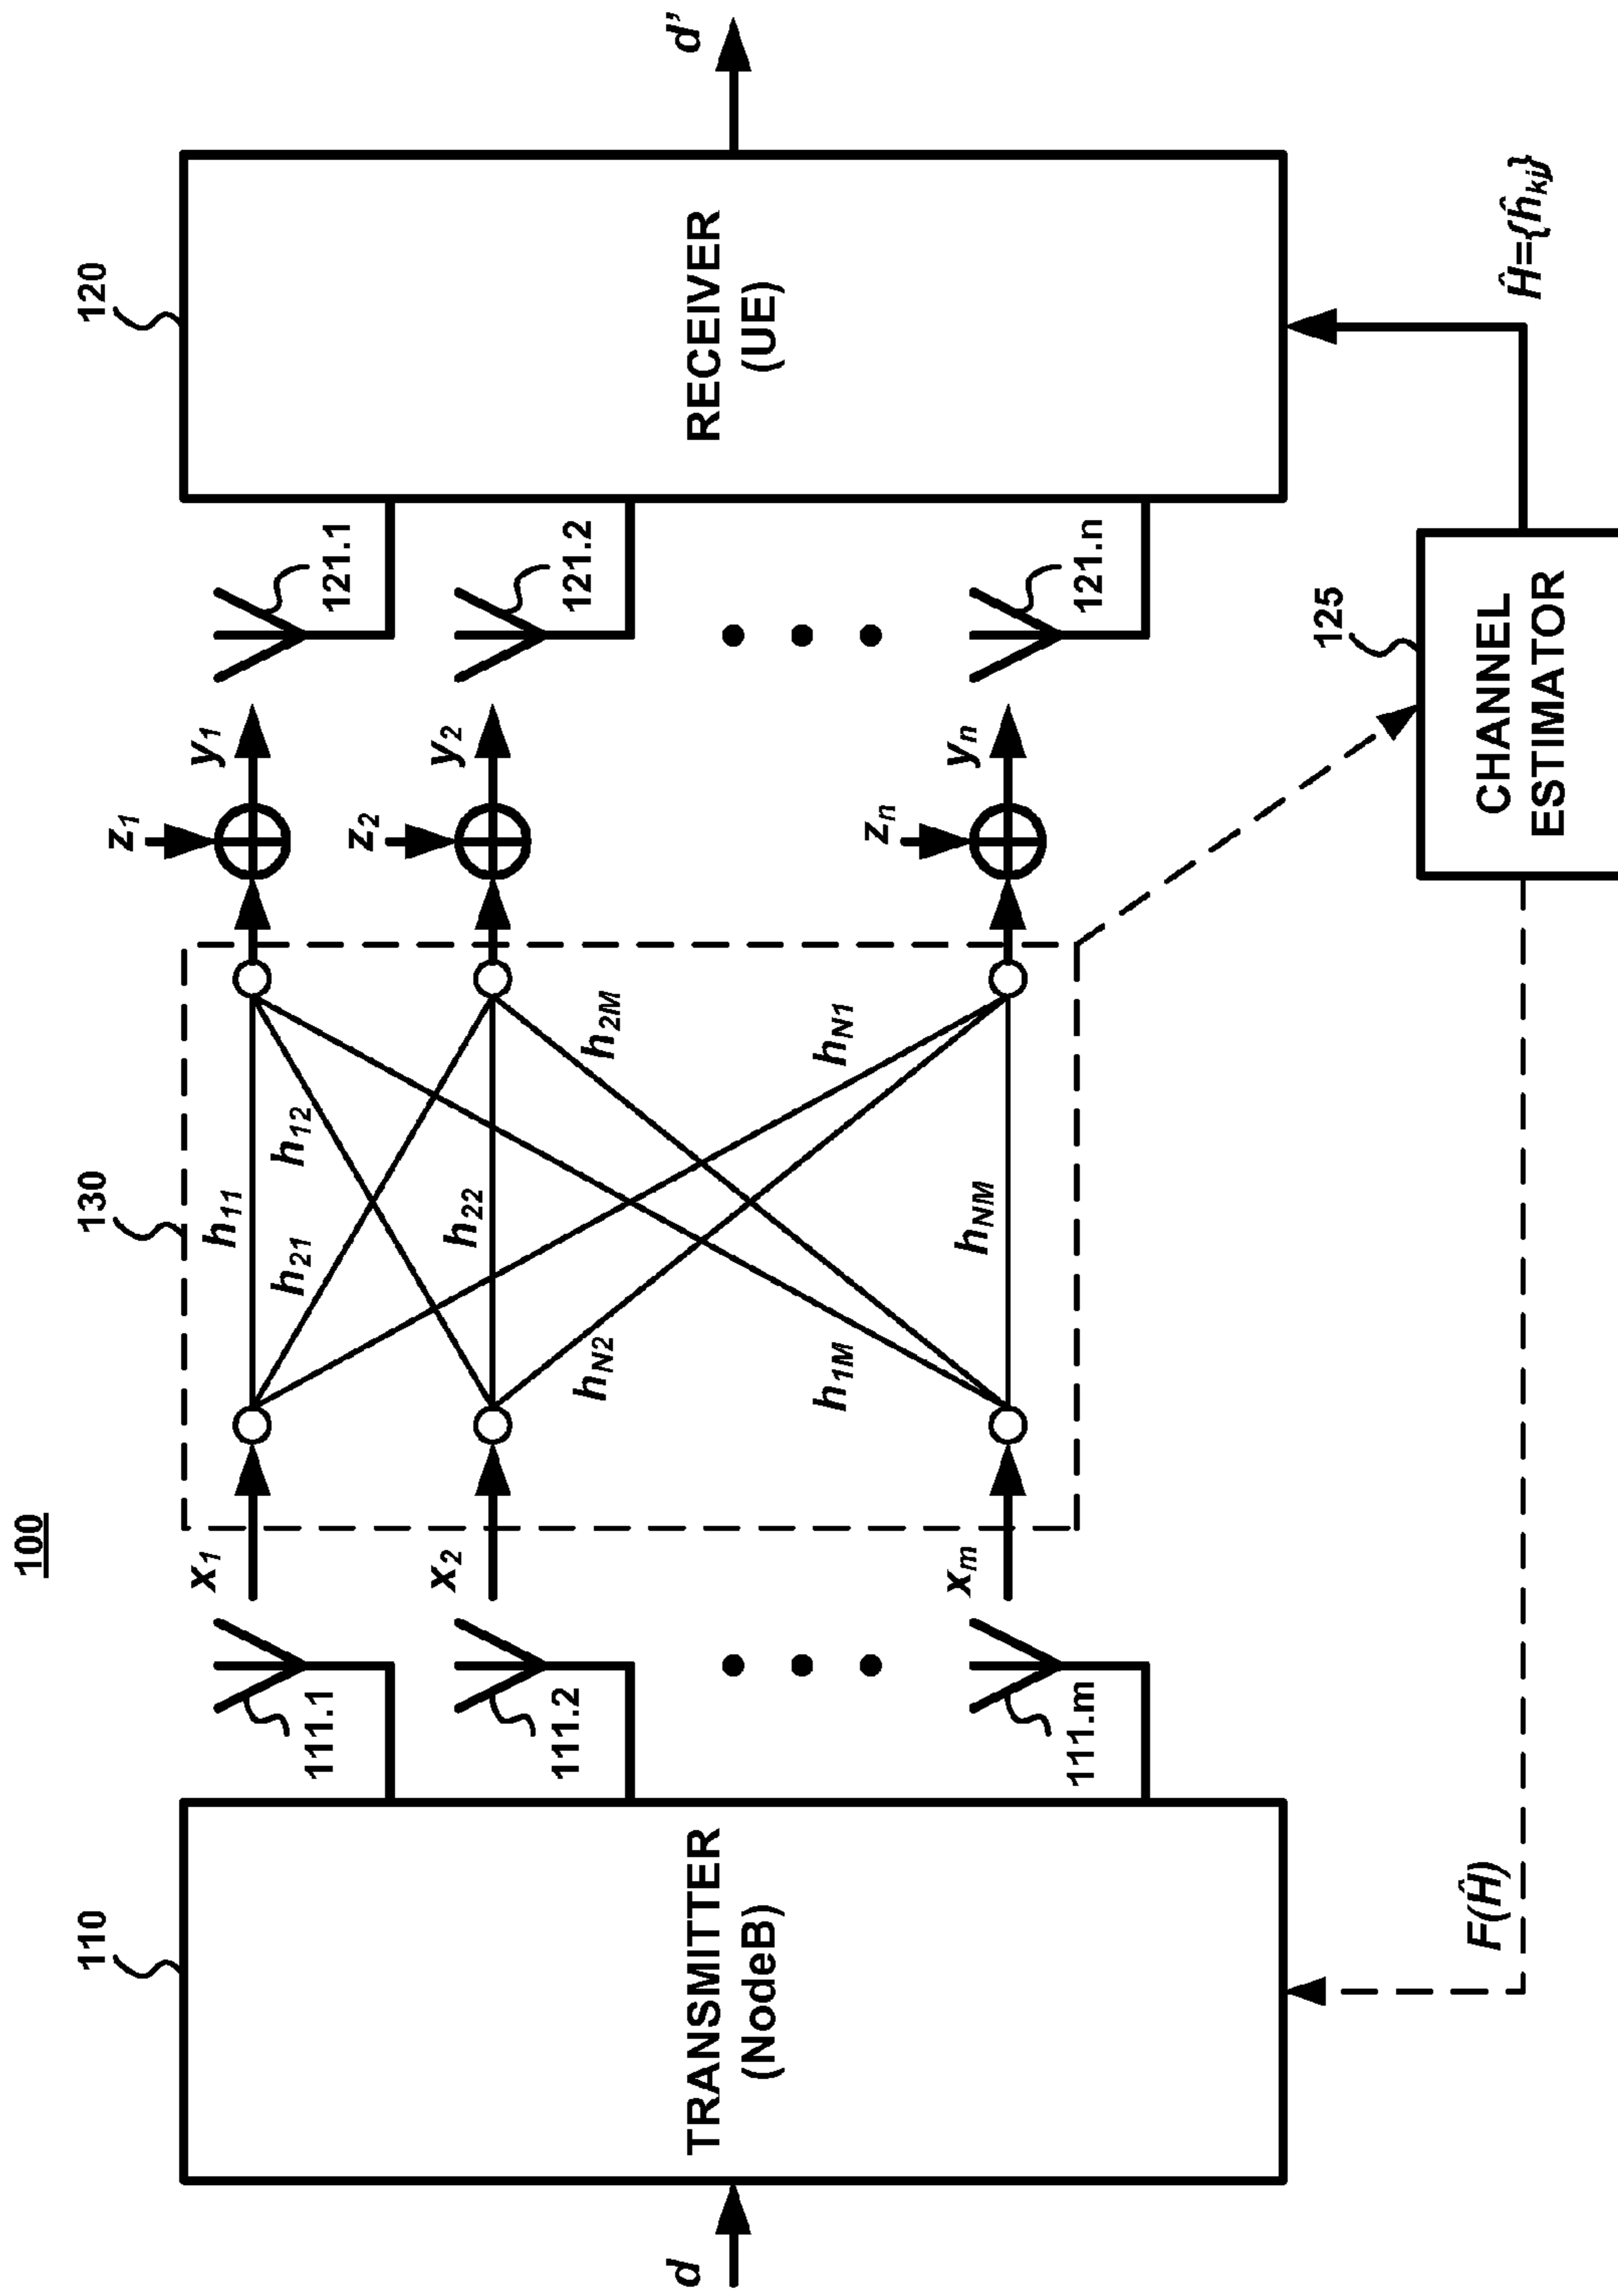 100
110
TRANSMITTER
(NodeB)
d
111.1
111.2
111.m
x1
x2
xm
130
h11
h21
h12
h22
hN2
h2M
h1M
hN1
hNM
z1
z2
zn
y1
y2
yn
121.1
121.2
121.n
120
RECEIVER
(UE)
d'
125
CHANNEL
ESTIMATOR
F(Ĥ)
Ĥ={ĥkj}